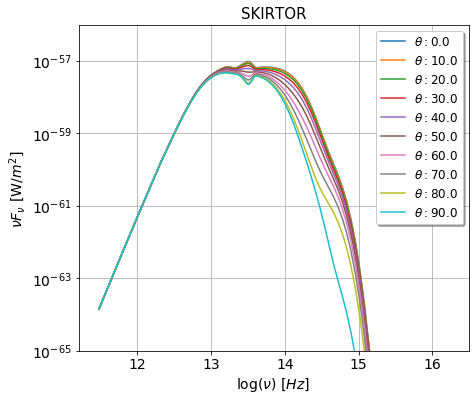 SKIRTOR
νFν [W/m²]
10⁻⁵⁷
10⁻⁵⁹
10⁻⁶¹
10⁻⁶³
10⁻⁶⁵
θ : 0.0
θ : 10.0
θ : 20.0
θ : 30.0
θ : 40.0
θ : 50.0
θ : 60.0
θ : 70.0
θ : 80.0
θ : 90.0
12 13 14 15 16
log(ν) [Hz]